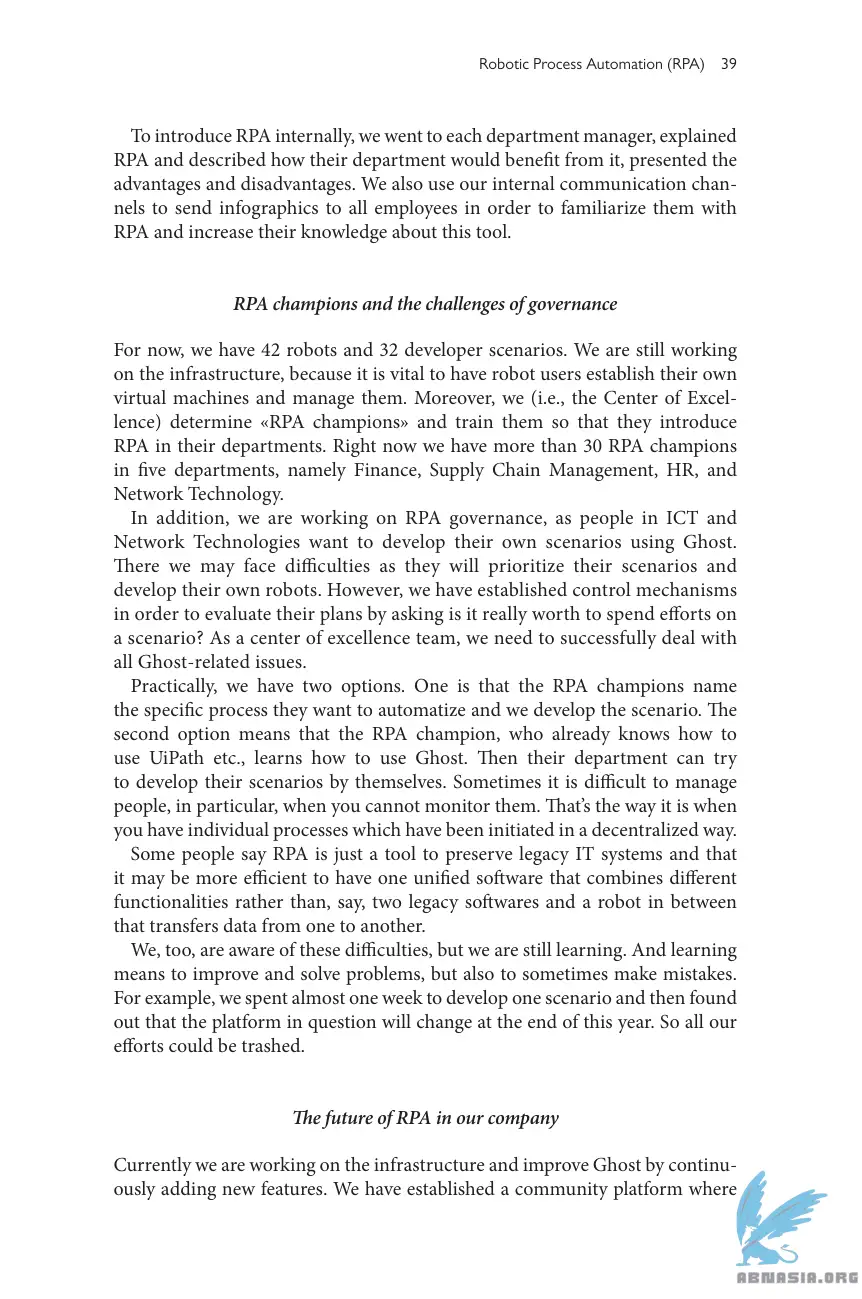 Robotic Process Automation (RPA) 39
To introduce RPA internally, we went to each department manager, explained
RPA and described how their department would benefit from it, presented the
advantages and disadvantages. We also use our internal communication chan-
nels to send infographics to all employees in order to familiarize them with
RPA and increase their knowledge about this tool.
RPA champions and the challenges of governance
For now, we have 42 robots and 32 developer scenarios. We are still working
on the infrastructure, because it is vital to have robot users establish their own
virtual machines and manage them. Moreover, we (i.e., the Center of Excel-
lence) determine «RPA champions» and train them so that they introduce
RPA in their departments. Right now we have more than 30 RPA champions
in five departments, namely Finance, Supply Chain Management, HR, and
Network Technology.
In addition, we are working on RPA governance, as people in ICT and
Network Technologies want to develop their own scenarios using Ghost.
There we may face difficulties as they will prioritize their scenarios and
develop their own robots. However, we have established control mechanisms
in order to evaluate their plans by asking is it really worth to spend efforts on
a scenario? As a center of excellence team, we need to successfully deal with
all Ghost-related issues.
Practically, we have two options. One is that the RPA champions name
the specific process they want to automatize and we develop the scenario. The
second option means that the RPA champion, who already knows how to
use UiPath etc., learns how to use Ghost. Then their department can try
to develop their scenarios by themselves. Sometimes it is difficult to manage
people, in particular, when you cannot monitor them. That's the way it is when
you have individual processes which have been initiated in a decentralized way.
Some people say RPA is just a tool to preserve legacy IT systems and that
it may be more efficient to have one unified software that combines different
functionalities rather than, say, two legacy softwares and a robot in between
that transfers data from one to another.
We, too, are aware of these difficulties, but we are still learning. And learning
means to improve and solve problems, but also to sometimes make mistakes.
For example, we spent almost one week to develop one scenario and then found
out that the platform in question will change at the end of this year. So all our
efforts could be trashed.
The future of RPA in our company
Currently we are working on the infrastructure and improve Ghost by continu-
ously adding new features. We have established a community platform where
ABNASIA.ORG